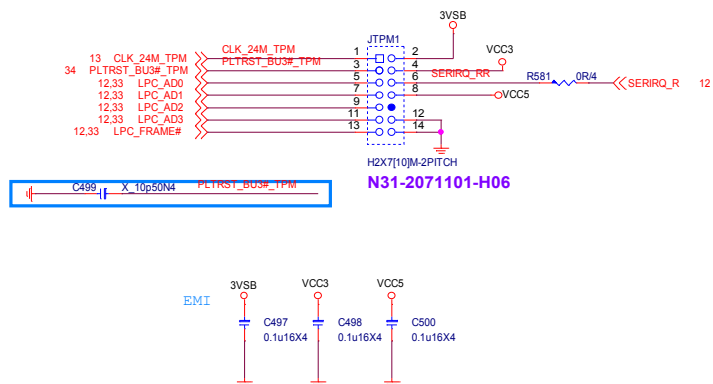 3VSB
JTPM1
VCC3
13 CLK_24M_TPM CLK_24M_TPM 1 2
34 PLTRST_BU3#_TPM PLTRST_BU3#_TPM 3 4
12,33 LPC_AD0 5 6 SERIRQ_RR R581 0R/4 SERIRQ_R 12
12,33 LPC_AD1 7 8 VCC5
12,33 LPC_AD2 9
12,33 LPC_AD3 11 12
12,33 LPC_FRAME# 13 14
H2X7[10]M-2PITCH
N31-2071101-H06
C499 X_10p50N4 PLTRST_BU3#_TPM
EMI
3VSB VCC3 VCC5
C497 C498 C500
0.1u16X4 0.1u16X4 0.1u16X4